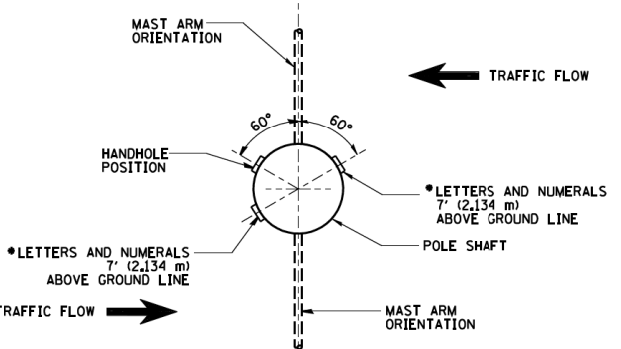 MAST ARM
ORIENTATION
TRAFFIC FLOW
60°
60°
HANDHOLE
POSITION
*LETTERS AND NUMERALS
7' (2.134 m)
ABOVE GROUND LINE
POLE SHAFT
*LETTERS AND NUMERALS
7' (2.134 m)
ABOVE GROUND LINE
TRAFFIC FLOW
MAST ARM
ORIENTATION